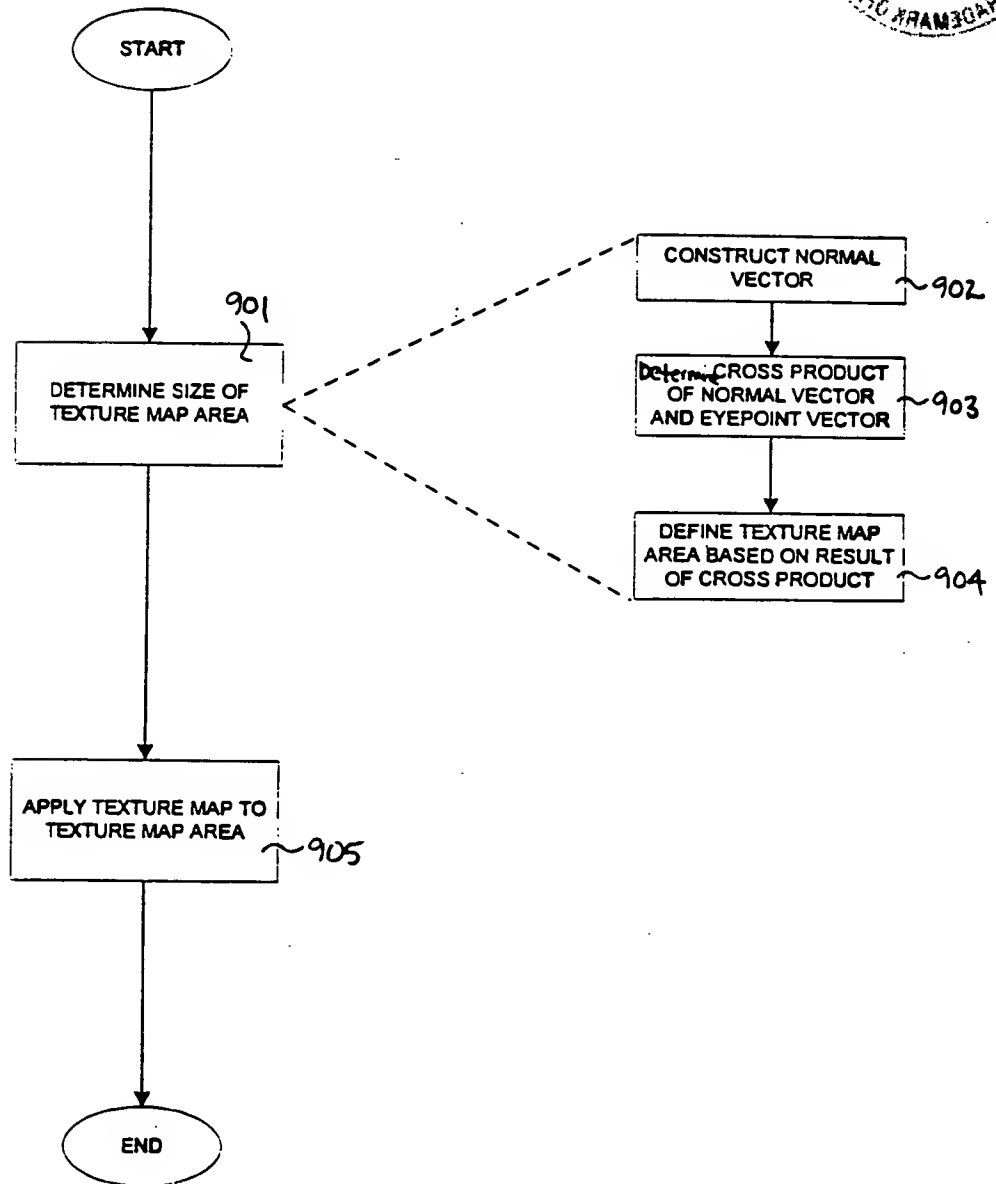 START
901
DETERMINE SIZE OF
TEXTURE MAP AREA
CONSTRUCT NORMAL
VECTOR
902
Determine CROSS PRODUCT
OF NORMAL VECTOR
AND EYEPOINT VECTOR
903
DEFINE TEXTURE MAP
AREA BASED ON RESULT
OF CROSS PRODUCT
904
APPLY TEXTURE MAP TO
TEXTURE MAP AREA
905
END